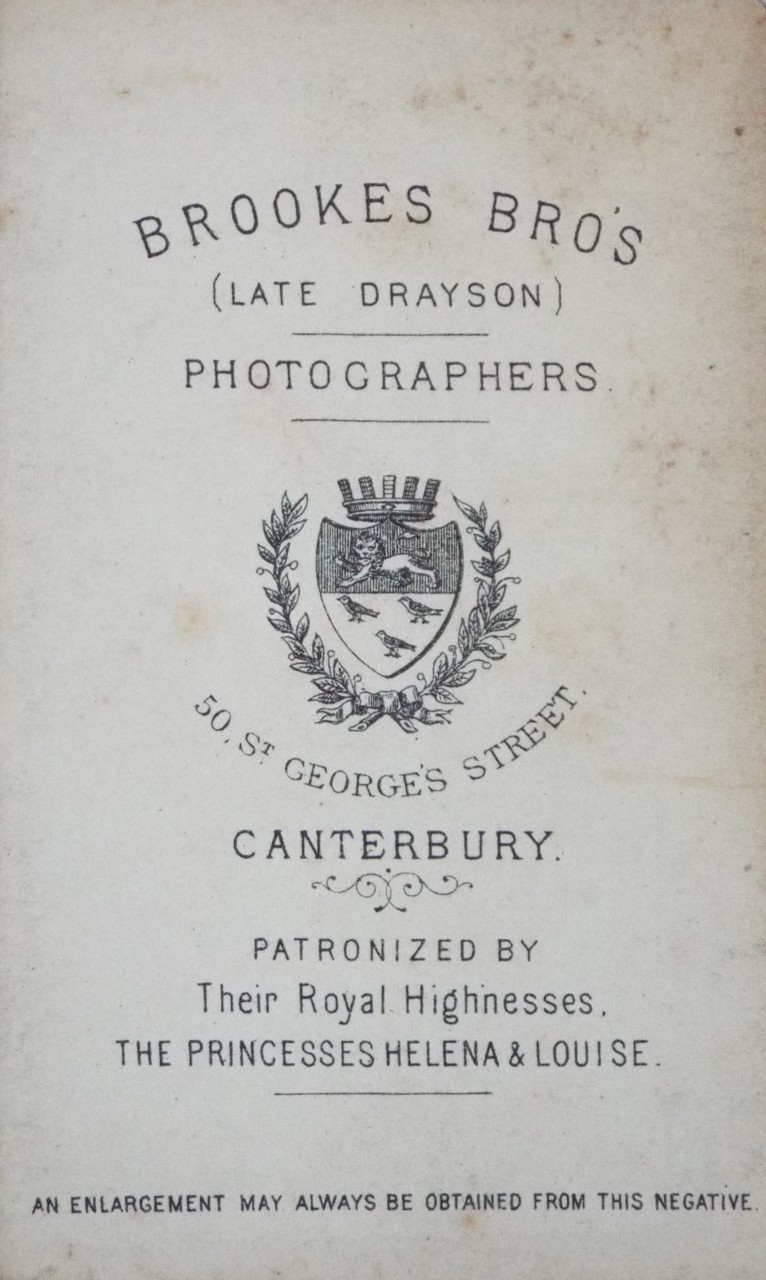 BROOKES BRO'S
(LATE DRAYSON)
PHOTOGRAPHERS.
50, ST GEORGE'S STREET.
CANTERBURY.
PATRONIZED BY
Their Royal Highnesses,
THE PRINCESSES HELENA & LOUISE.
AN ENLARGEMENT MAY ALWAYS BE OBTAINED FROM THIS NEGATIVE.